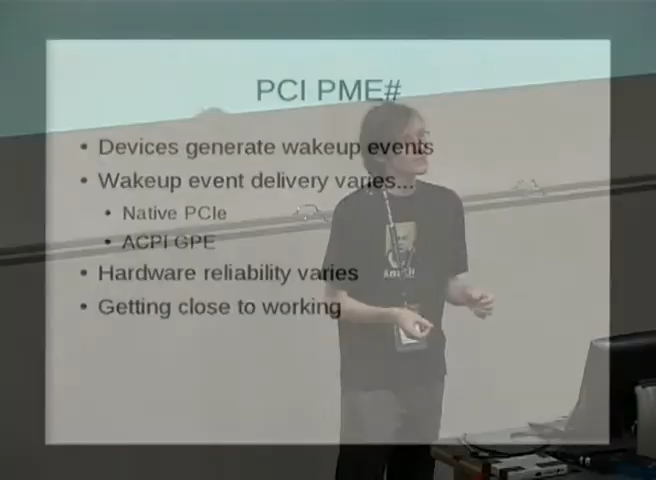 PCI PME#
• Devices generate wakeup events
• Wakeup event delivery varies...
• Native PCIe
• ACPI GPE
• Hardware reliability varies
• Getting close to working